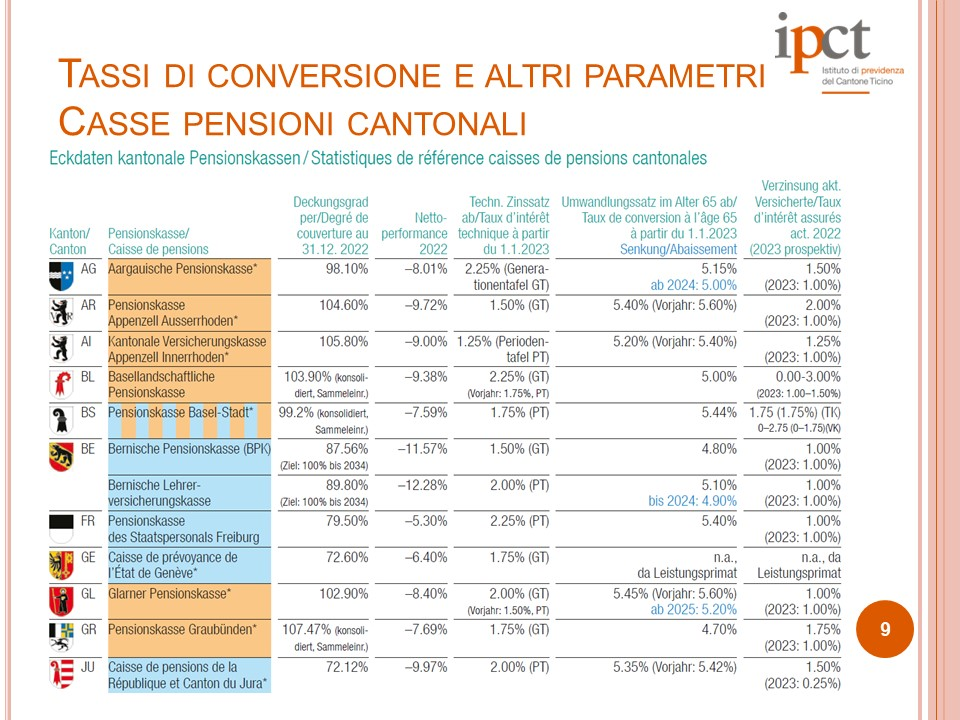 ipct
Istituto di previdenza
del Cantone Ticino
TASSI DI CONVERSIONE E ALTRI PARAMETRI
CASSE PENSIONI CANTONALI
Eckdaten kantonale Pensionskassen / Statistiques de référence caisses de pensions cantonales
Kanton/
Canton
Pensionskasse/
Caisse de pensions
Deckungsgrad
per/Degré de
couverture au
31.12. 2022
Netto-
performance
2022
Techn. Zinssatz
ab/Taux d'intérêt
technique à partir
du 1.1.2023
Umwandlungssatz im Alter 65 ab/
Taux de conversion à l'âge 65
à partir du 1.1.2023
Senkung/Abaissement
Verzinsung akt.
Versicherte/Taux
d'intérêt assurés
act. 2022
(2023 prospektiv)
AG Aargauische Pensionskasse* 98.10% –8.01% 2.25% (Genera- 5.15% 1.50%
tionentafel GT) ab 2024: 5.00% (2023: 1.00%)
AR Pensionskasse 104.60% –9.72% 1.50% (GT) 5.40% (Vorjahr: 5.60%) 2.00%
Appenzell Ausserrhoden* (2023: 1.00%)
AI Kantonale Versicherungskasse 105.80% –9.00% 1.25% (Perioden- 5.20% (Vorjahr: 5.40%) 1.25%
Appenzell Innerrhoden* tafel PT) (2023: 1.00%)
BL Basellandschaftliche 103.90% (konsoli- –9.38% 2.25% (GT) 5.00% 0.00-3.00%
Pensionskasse diert, Sammeleinr.) (Vorjahr: 1.75%, PT) (2023: 1.00–1.50%)
BS Pensionskasse Basel-Stadt* 99.2% (konsolidiert, –7.59% 1.75% (PT) 5.44% 1.75 (1.75%) (TK)
Sammeleinr.) 0–2.75 (0–1.75)(VK)
BE Bernische Pensionskasse (BPK) 87.56% –11.57% 1.50% (GT) 4.80% 1.00%
(Ziel: 100% bis 2034) (2023: 1.00%)
Bernische Lehrer- 89.80% –12.28% 2.00% (PT) 5.10% 1.00%
versicherungskasse (Ziel: 100% bis 2034) bis 2024: 4.90% (2023: 1.00%)
FR Pensionskasse 79.50% –5.30% 2.25% (PT) 5.40% 1.00%
des Staatspersonals Freiburg (2023: 1.00%)
GE Caisse de prévoyance de 72.60% –6.40% 1.75% (GT) n.a., n.a., da
l'État de Genève* da Leistungsprimat Leistungsprimat
GL Glarner Pensionskasse* 102.90% –8.40% 2.00% (GT) 5.45% (Vorjahr: 5.60%) 1.00%
(Vorjahr: 1.50%, PT) ab 2025: 5.20% (2023: 1.00%)
GR Pensionskasse Graubünden* 107.47% (konsoli- –7.69% 1.75% (GT) 4.70% 1.75%
diert, Sammeleinr.) (2023: 1.00%)
9
JU Caisse de pensions de la 72.12% –9.97% 2.00% (PT) 5.35% (Vorjahr: 5.42%) 1.50%
République et Canton du Jura* (2023: 0.25%)